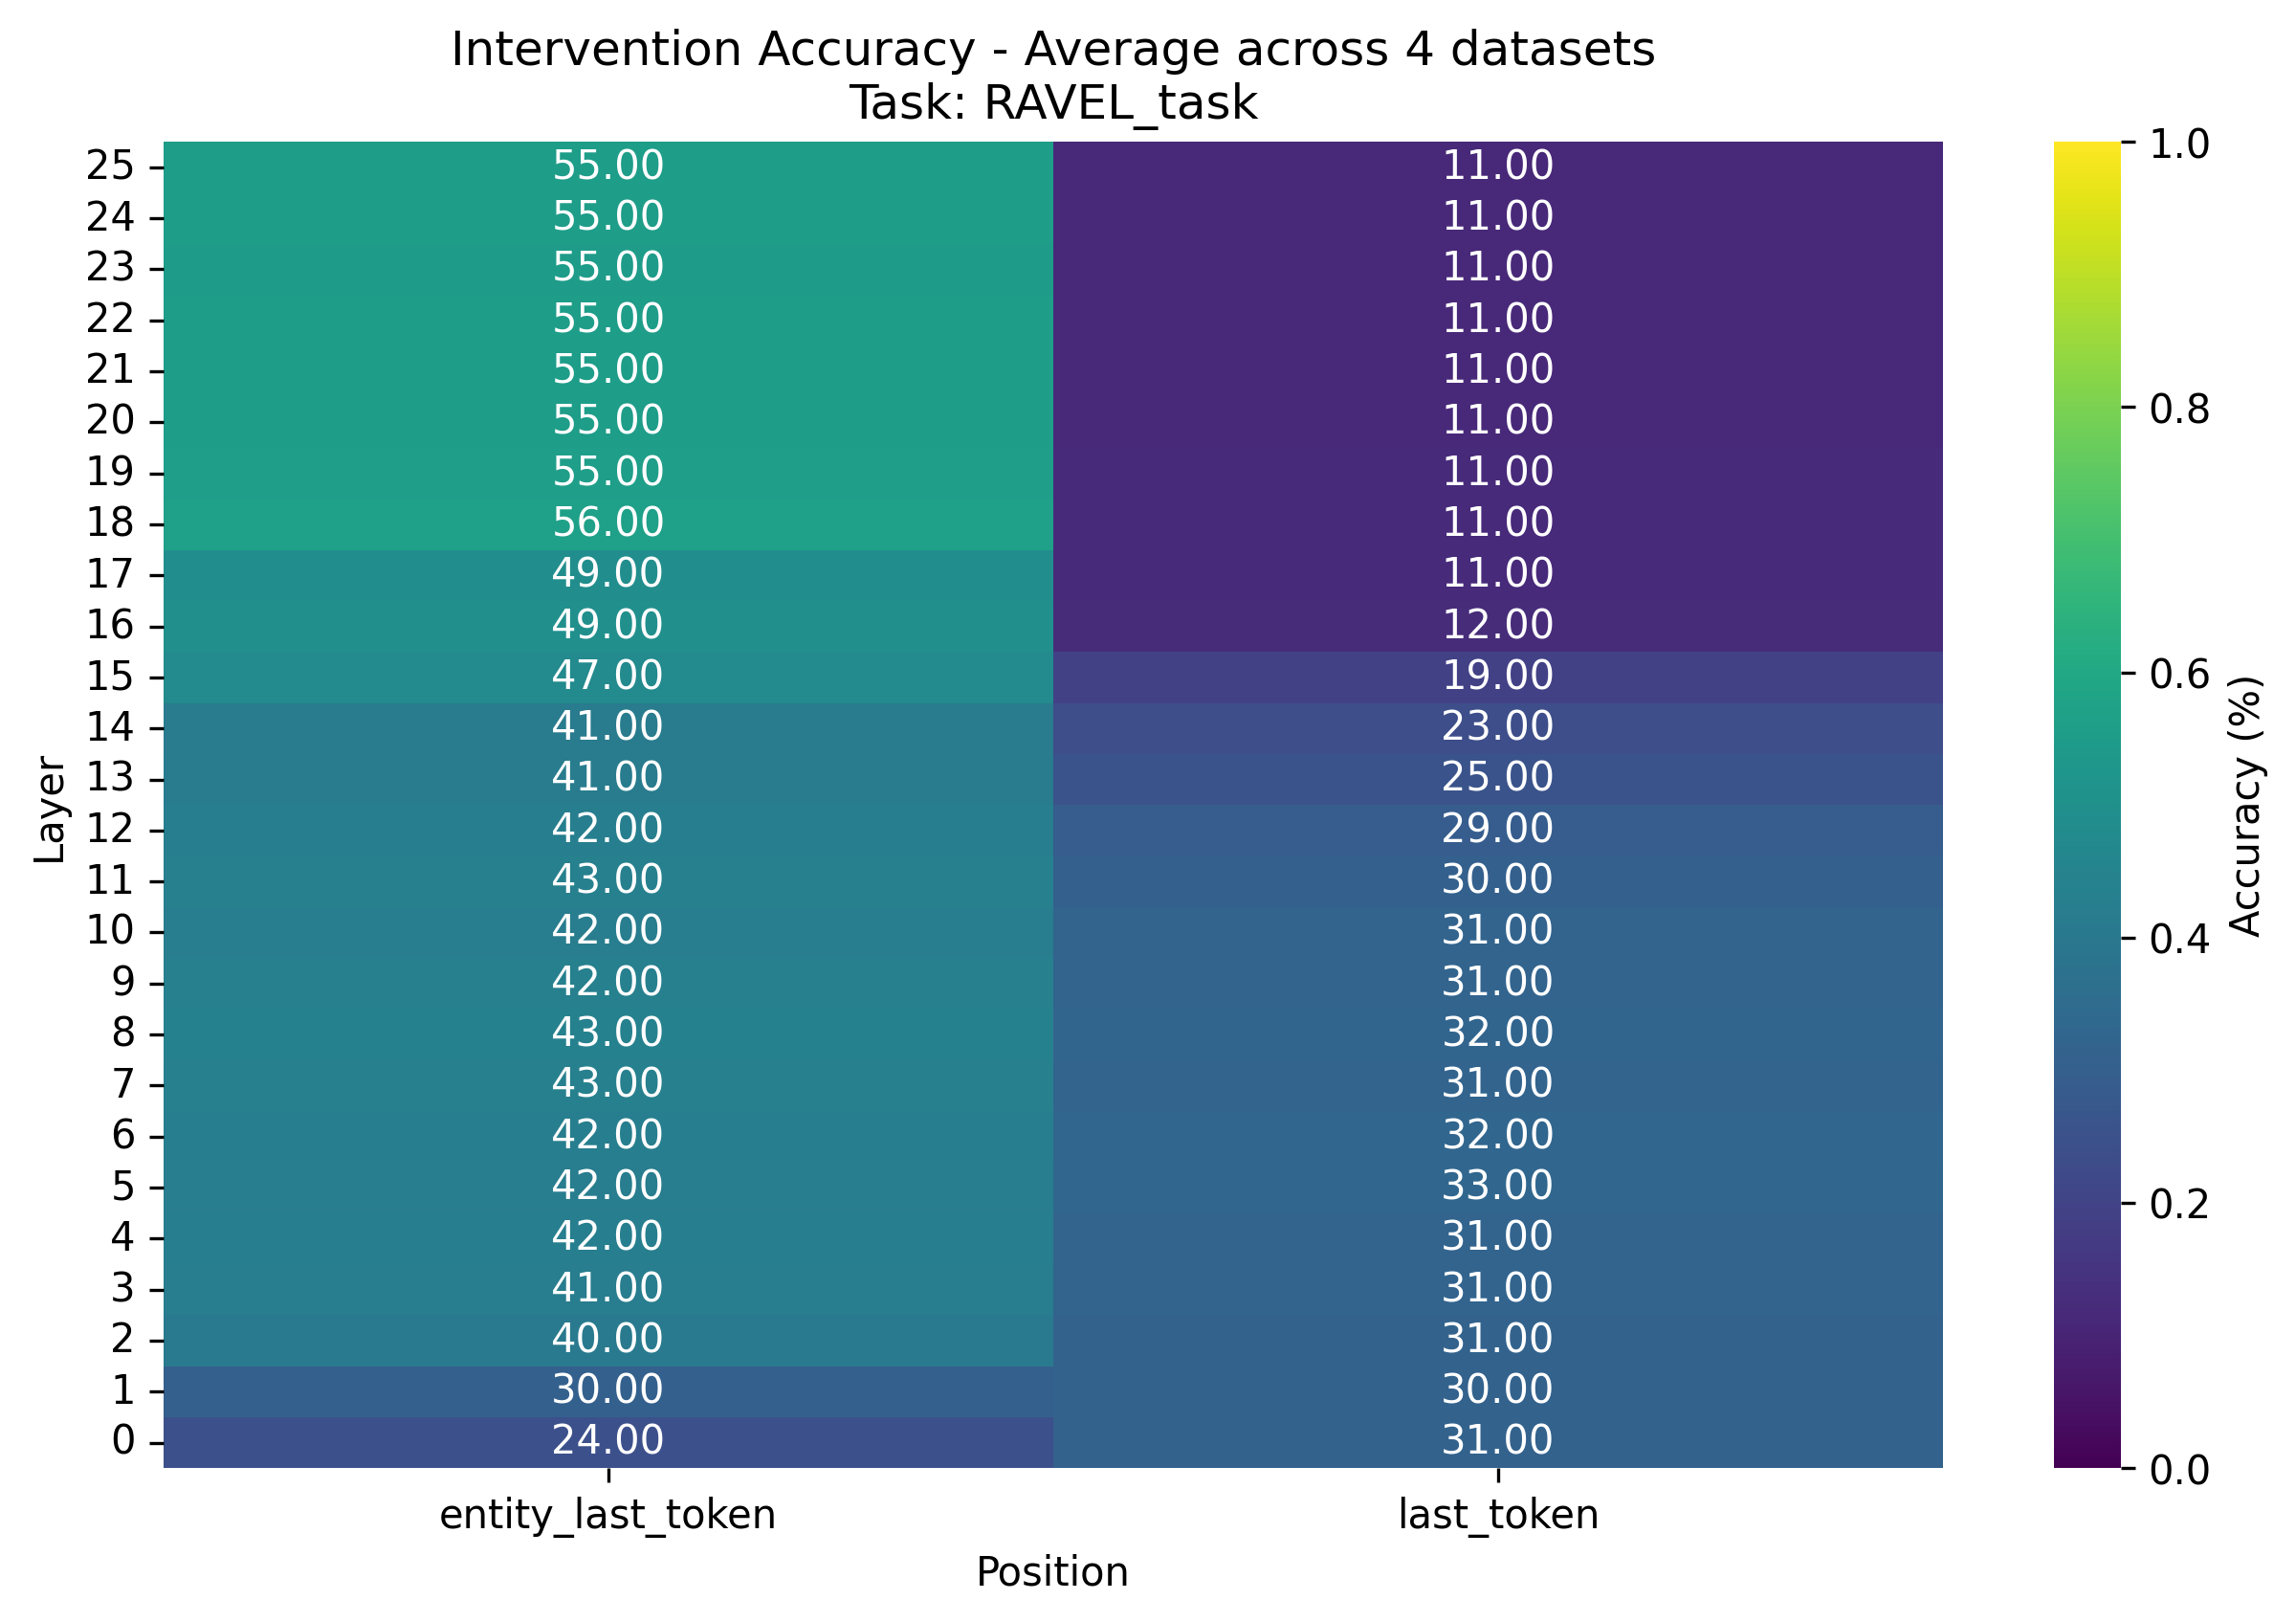 Intervention Accuracy - Average across 4 datasets
Task: RAVEL_task
25 55.00 11.00
24 55.00 11.00
23 55.00 11.00
22 55.00 11.00
21 55.00 11.00
20 55.00 11.00
19 55.00 11.00
18 56.00 11.00
17 49.00 11.00
16 49.00 12.00
15 47.00 19.00
14 41.00 23.00
13 41.00 25.00
12 42.00 29.00
11 43.00 30.00
10 42.00 31.00
9 42.00 31.00
8 43.00 32.00
7 43.00 31.00
6 42.00 32.00
5 42.00 33.00
4 42.00 31.00
3 41.00 31.00
2 40.00 31.00
1 30.00 30.00
0 24.00 31.00
Layer
entity_last_token last_token
Position
1.0
0.8
0.6
0.4
0.2
0.0
Accuracy (%)